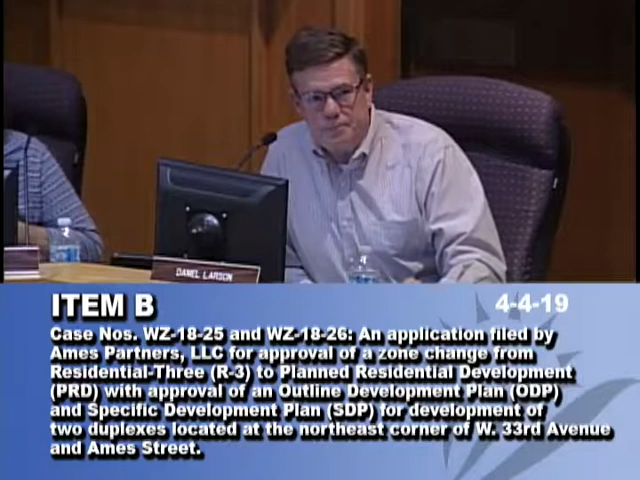 DANIEL LARSON
ITEM B
4-4-19
Case Nos. WZ-18-25 and WZ-18-26: An application filed by
Ames Partners, LLC for approval of a zone change from
Residential-Three (R-3) to Planned Residential Development
(PRD) with approval of an Outline Development Plan (ODP)
and Specific Development Plan (SDP) for development of
two duplexes located at the northeast corner of W. 33rd Avenue
and Ames Street.